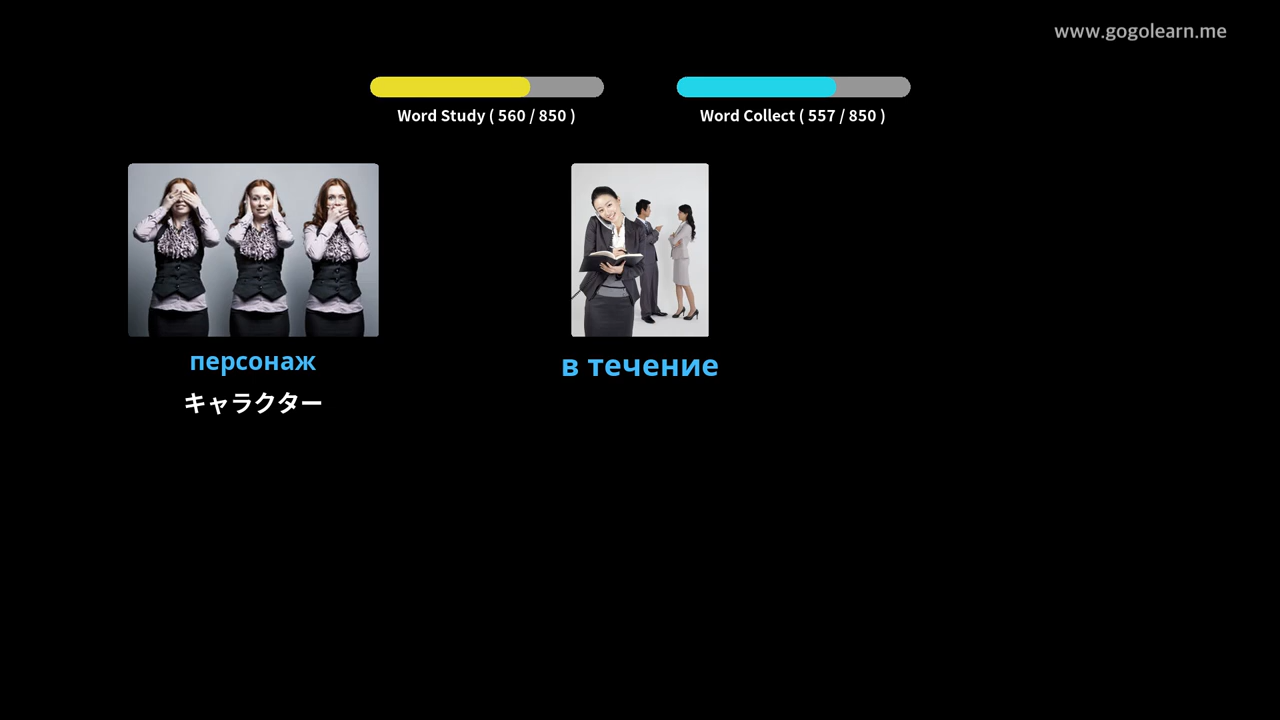 www.gogolearn.me
Word Study ( 560 / 850 )
Word Collect ( 557 / 850 )
персонаж
キャラクター
в течение